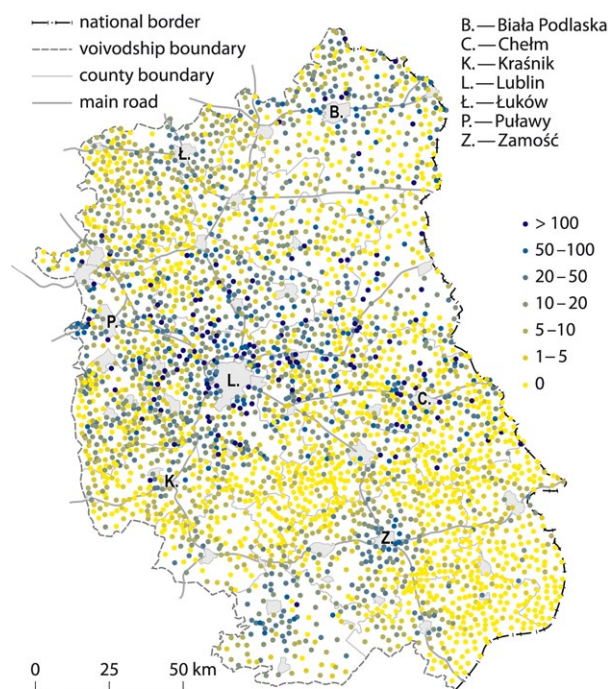 national border
voivodship boundary
county boundary
main road
B.—Biała Podlaska
C.—Chełm
K.—Kraśnik
L.—Lublin
Ł.—Łuków
P.—Puławy
Z.—Zamość
B.
Ł.
> 100
50–100
20–50
10–20
5–10
1–5
0
P.
L.
C.
K.
Z.
0 25 50 km